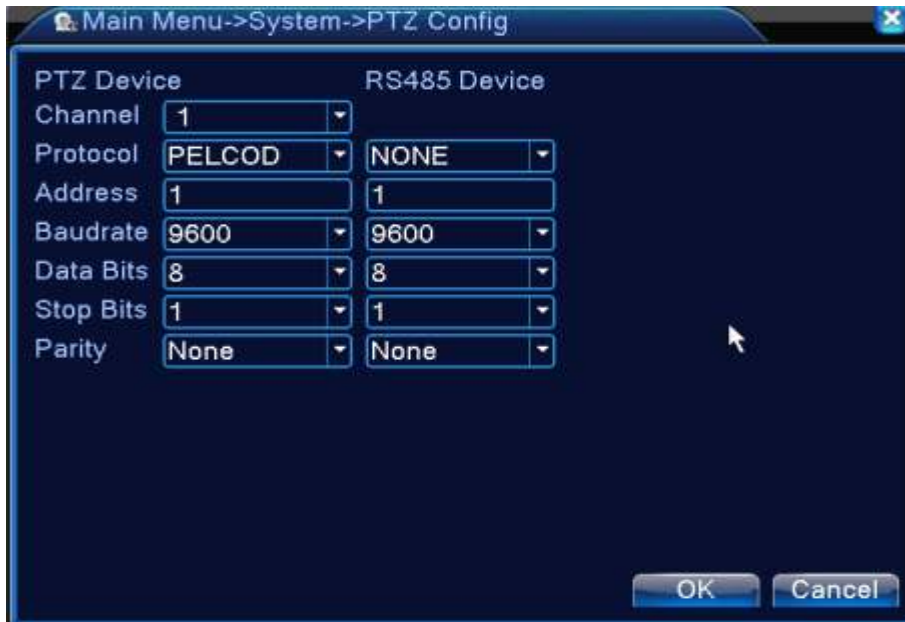 Main Menu->System->PTZ Config
PTZ Device RS485 Device
Channel 1
Protocol PELCOD NONE
Address 1 1
Baudrate 9600 9600
Data Bits 8 8
Stop Bits 1 1
Parity None None
OK Cancel